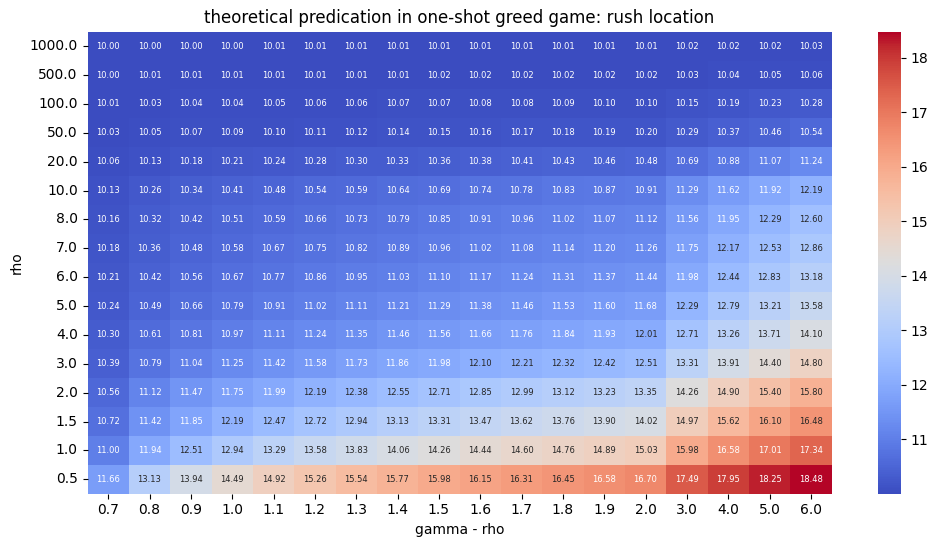 theoretical predication in one-shot greed game: rush location
1000.0 10.00 10.00 10.00 10.00 10.01 10.01 10.01 10.01 10.01 10.01 10.01 10.01 10.01 10.01 10.02 10.02 10.02 10.03
500.0 10.00 10.01 10.01 10.01 10.01 10.01 10.01 10.01 10.02 10.02 10.02 10.02 10.02 10.02 10.03 10.04 10.05 10.06
100.0 10.01 10.03 10.04 10.04 10.05 10.06 10.06 10.07 10.07 10.08 10.08 10.09 10.09 10.10 10.10 10.15 10.19 10.23 10.28
50.0 10.03 10.05 10.07 10.09 10.10 10.11 10.12 10.14 10.15 10.16 10.17 10.18 10.19 10.20 10.29 10.37 10.46 10.54
20.0 10.06 10.13 10.18 10.21 10.24 10.28 10.30 10.33 10.36 10.38 10.41 10.43 10.46 10.48 10.69 10.88 11.07 11.24
10.0 10.13 10.26 10.34 10.41 10.48 10.54 10.59 10.64 10.69 10.74 10.78 10.83 10.87 10.91 11.29 11.62 11.92 12.19
8.0 10.16 10.32 10.42 10.51 10.59 10.66 10.73 10.79 10.85 10.91 10.96 11.02 11.07 11.12 11.56 11.95 12.29 12.60
7.0 10.18 10.36 10.48 10.58 10.67 10.75 10.82 10.89 10.96 11.02 11.08 11.14 11.20 11.26 11.75 12.17 12.53 12.86
6.0 10.21 10.42 10.56 10.67 10.77 10.86 10.95 11.03 11.10 11.17 11.24 11.31 11.37 11.44 11.98 12.44 12.83 13.18
5.0 10.24 10.49 10.66 10.79 10.91 11.02 11.11 11.21 11.29 11.38 11.46 11.53 11.60 11.68 12.29 12.79 13.21 13.58
4.0 10.30 10.61 10.81 10.97 11.11 11.24 11.35 11.46 11.56 11.66 11.76 11.84 11.93 12.01 12.71 13.26 13.71 14.10
3.0 10.39 10.79 11.04 11.25 11.42 11.58 11.73 11.86 11.98 12.10 12.21 12.32 12.42 12.51 13.31 13.91 14.40 14.80
2.0 10.56 11.12 11.47 11.75 11.99 12.19 12.38 12.55 12.71 12.85 12.99 13.12 13.23 13.35 14.26 14.90 15.40 15.80
1.5 10.72 11.42 11.85 12.19 12.47 12.72 12.94 13.13 13.31 13.47 13.62 13.76 13.90 14.02 14.97 15.62 16.10 16.48
1.0 11.00 11.94 12.51 12.94 13.29 13.58 13.83 14.06 14.26 14.44 14.60 14.76 14.89 15.03 15.98 16.58 17.01 17.34
0.5 11.66 13.13 13.94 14.49 14.92 15.26 15.54 15.77 15.98 16.15 16.31 16.45 16.58 16.70 17.49 17.95 18.25 18.48
0.7 0.8 0.9 1.0 1.1 1.2 1.3 1.4 1.5 1.6 1.7 1.8 1.9 2.0 3.0 4.0 5.0 6.0
gamma - rho
rho
18
17
16
15
14
13
12
11